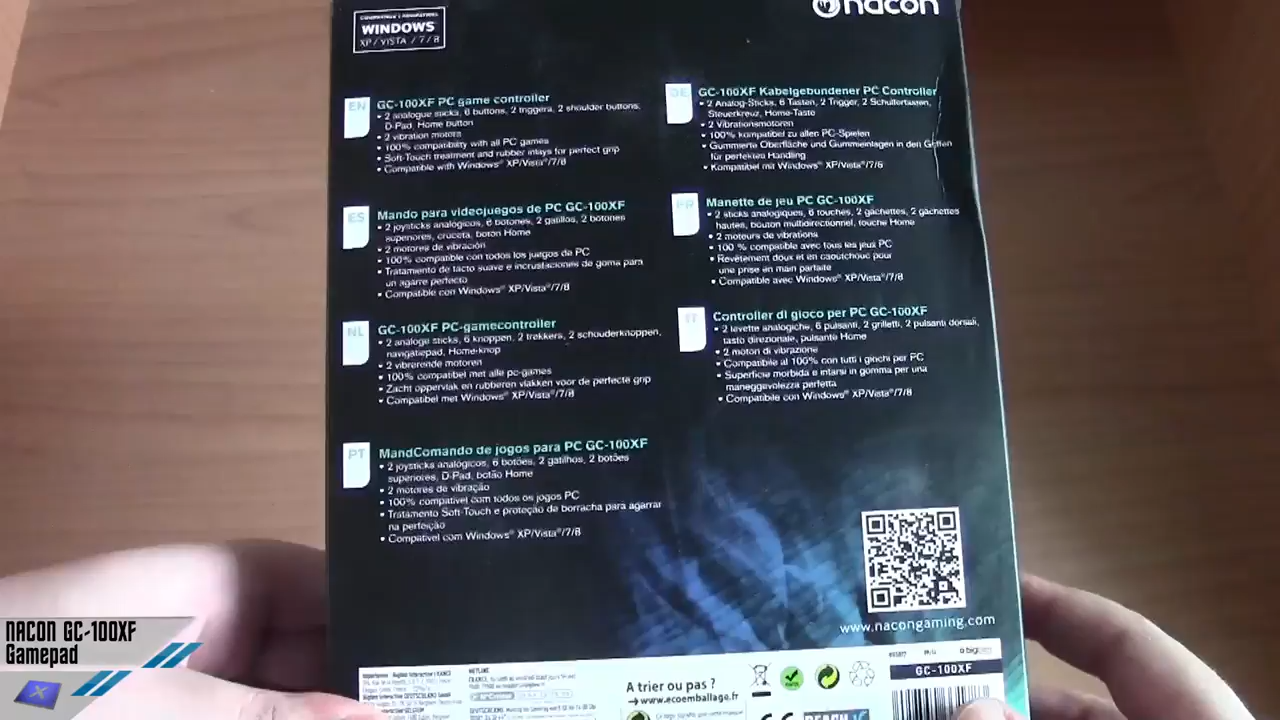 nacon
WINDOWS
XP / VISTA / 7 / 8
EN
GC-100XF PC game controller
• 2 analogue sticks, 6 buttons, 2 triggers, 2 shoulder buttons,
D-Pad, Home button
• 2 vibration motors
• 100% compatibility with all PC games
• Soft-Touch treatment and rubber inlays for perfect grip
• Compatible with Windows® XP/Vista®/7/8
DE
GC-100XF Kabelgebundener PC Controller
• 2 Analog-Sticks, 6 Tasten, 2 Trigger, 2 Schultertasten,
Steuerkreuz, Home-Taste
• 2 Vibrationsmotoren
• 100% kompatibel zu allen PC-Spielen
• Gummierte Oberfläche und Gummieinlagen in den Griffen
für perfektes Handling
• Kompatibel mit Windows® XP/Vista®/7/8
ES
Mando para videojuegos de PC GC-100XF
• 2 joysticks analógicos, 6 botones, 2 gatillos, 2 botones
superiores, cruceta, botón Home
• 2 motores de vibración
• 100% compatible con todos los juegos de PC
• Tratamiento de tacto suave e incrustaciones de goma para
un agarre perfecto
• Compatible con Windows® XP/Vista®/7/8
FR
Manette de jeu PC GC-100XF
• 2 sticks analogiques, 6 touches, 2 gâchettes, 2 gâchettes
hautes, bouton multidirectionnel, touche Home
• 2 moteurs de vibrations
• 100 % compatible avec tous les jeux PC
• Revêtement doux et en caoutchouc pour
une prise en main parfaite
• Compatible avec Windows® XP/Vista®/7/8
NL
GC-100XF PC-gamecontroller
• 2 analoge sticks, 6 knoppen, 2 trekkers, 2 schouderknoppen,
navigatiepad, Home-knop
• 2 vibrerende motoren
• 100% compatibel met alle pc-games
• Zacht oppervlak en rubberen vlakken voor de perfecte grip
• Compatibel met Windows® XP/Vista®/7/8
IT
Controller di gioco per PC GC-100XF
• 2 levette analogiche, 6 pulsanti, 2 grilletti, 2 pulsanti dorsali,
tasto direzionale, pulsante Home
• 2 motori di vibrazione
• Compatibile al 100% con tutti i giochi per PC
• Superficie morbida e intarsi in gomma per una
maneggevolezza perfetta
• Compatibile con Windows® XP/Vista®/7/8
PT
MandComando de jogos para PC GC-100XF
• 2 joysticks analógicos, 6 botões, 2 gatilhos, 2 botões
superiores, D-Pad, botão Home
• 2 motores de vibração
• 100% compatível com todos os jogos PC
• Tratamento Soft-Touch e proteção de borracha para agarrar
na perfeição
• Compatível com Windows® XP/Vista®/7/8
www.nacongaming.com
GC-100XF
HOTLINE
A trier ou pas ?
www.ecoemballage.fr
NACON GC-100XF
Gamepad